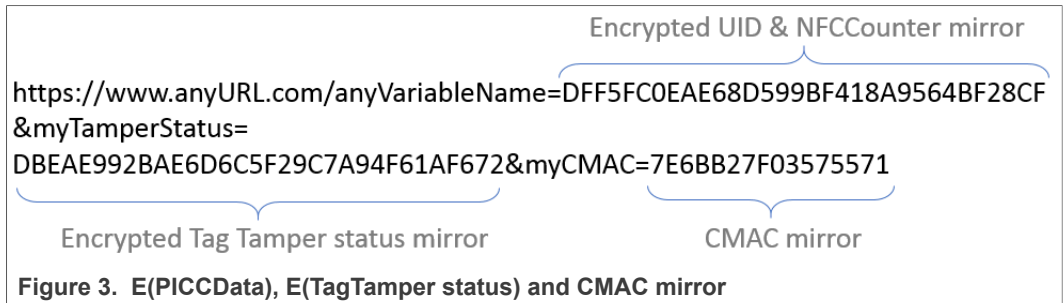 Encrypted UID & NFCCounter mirror
https://www.anyURL.com/anyVariableName=DFF5FC0EAE68D599BF418A9564BF28CF
&myTamperStatus=
DBEAE992BAE6D6C5F29C7A94F61AF672&myCMAC=7E6BB27F03575571
Encrypted Tag Tamper status mirror CMAC mirror
Figure 3. E(PICCData), E(TagTamper status) and CMAC mirror